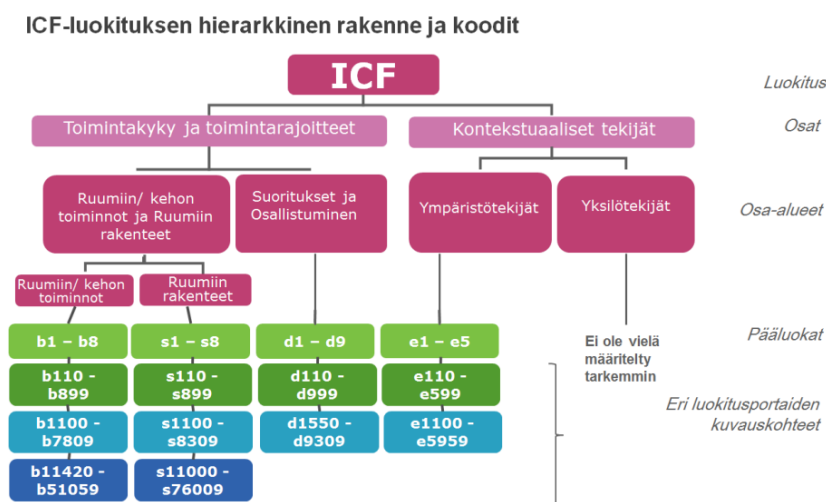 ICF-luokituksen hierarkkinen rakenne ja koodit
ICF
Luokitus
Toimintakyky ja toimintarajoitteet
Kontekstuaaliset tekijät
Osat
Ruumiin/ kehon
toiminnot ja Ruumiin
rakenteet
Suoritukset ja
Osallistuminen
Ympäristötekijät
Yksilötekijät
Osa-alueet
Ruumiin/ kehon
toiminnot
Ruumiin
rakenteet
b1 – b8
s1 – s8
d1 – d9
e1 – e5
Ei ole vielä
määritelty
tarkemmin
Pääluokat
b110 -
b899
s110 -
s899
d110 -
d999
e110 -
e599
b1100 -
b7809
s1100 -
s8309
d1550 -
d9309
e1100 -
e5959
Eri luokitusportaiden
kuvauskohteet
b11420 -
b51059
s11000 -
s76009